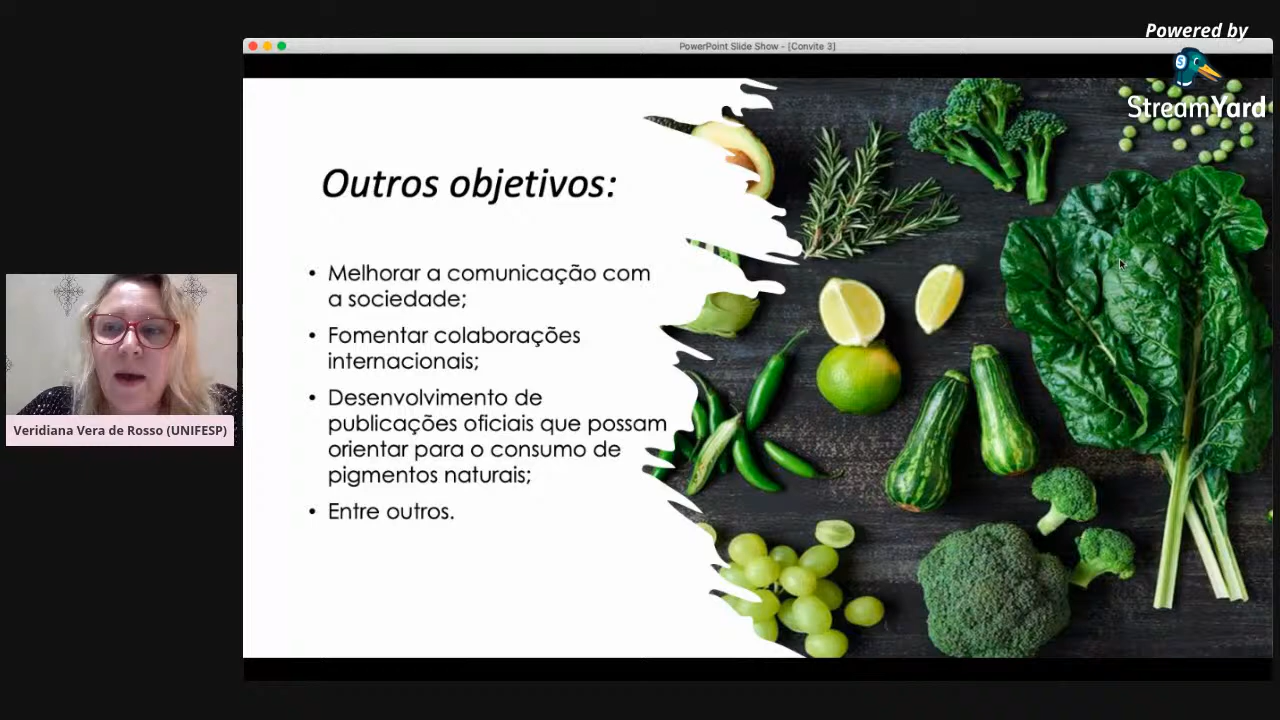 Powered by
StreamYard
PowerPoint Slide Show - [Convite 3]
Outros objetivos:
• Melhorar a comunicação com
a sociedade;
• Fomentar colaborações
internacionais;
• Desenvolvimento de
publicações oficiais que possam
orientar para o consumo de
pigmentos naturais;
• Entre outros.
Veridiana Vera de Rosso (UNIFESP)